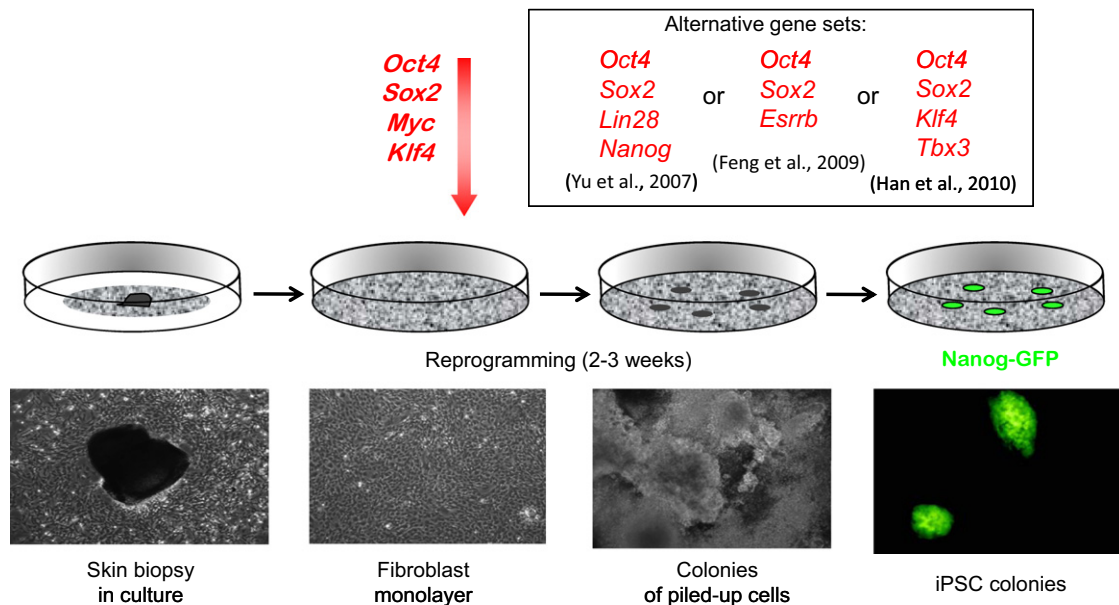 Alternative gene sets:
Oct4
Sox2
Myc
Klf4
Oct4
Sox2
Lin28
Nanog
(Yu et al., 2007)
or
Oct4
Sox2
Esrrb
(Feng et al., 2009)
or
Oct4
Sox2
Klf4
Tbx3
(Han et al., 2010)
Reprogramming (2-3 weeks)
Nanog-GFP
Skin biopsy
in culture
Fibroblast
monolayer
Colonies
of piled-up cells
iPSC colonies